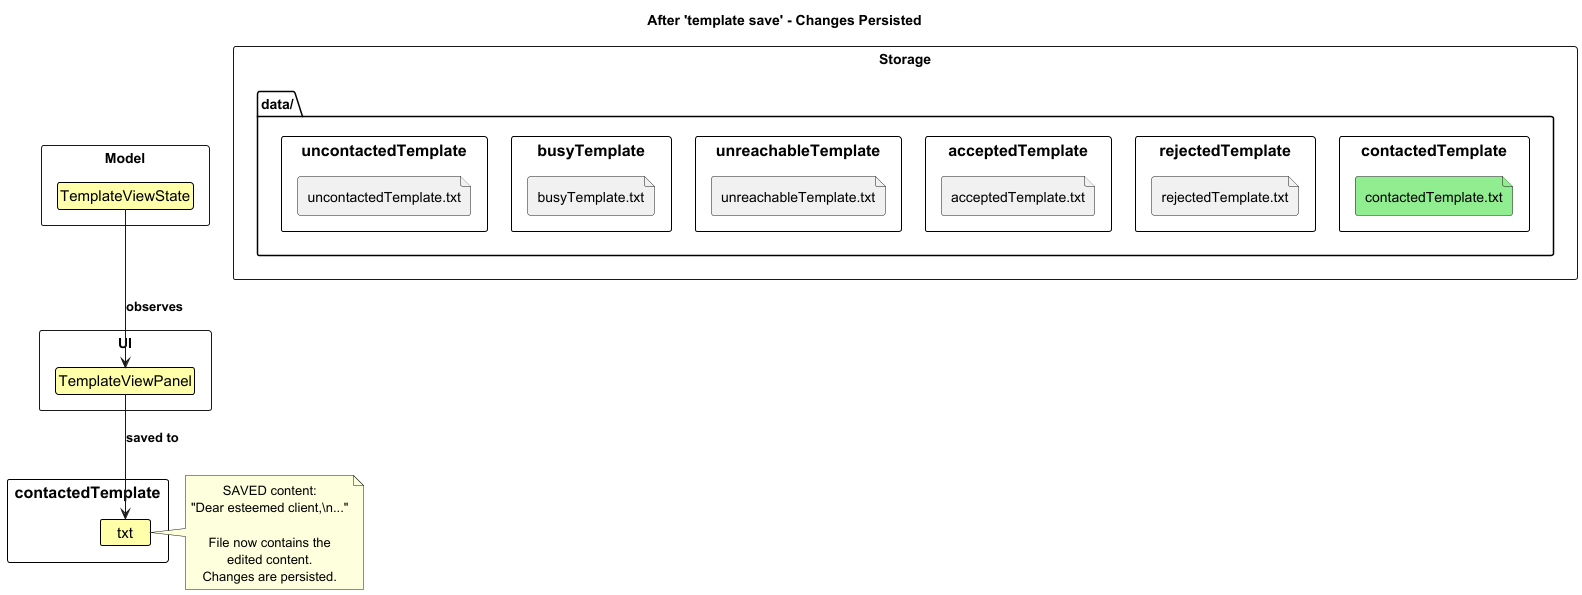 After 'template save' - Changes Persisted
Storage
data/
uncontactedTemplate
busyTemplate
unreachableTemplate
acceptedTemplate
rejectedTemplate
contactedTemplate
uncontactedTemplate.txt
busyTemplate.txt
unreachableTemplate.txt
acceptedTemplate.txt
rejectedTemplate.txt
contactedTemplate.txt
Model
TemplateViewState
observes
UI
TemplateViewPanel
saved to
contactedTemplate
txt
SAVED content:
"Dear esteemed client,\n..."
File now contains the
edited content.
Changes are persisted.